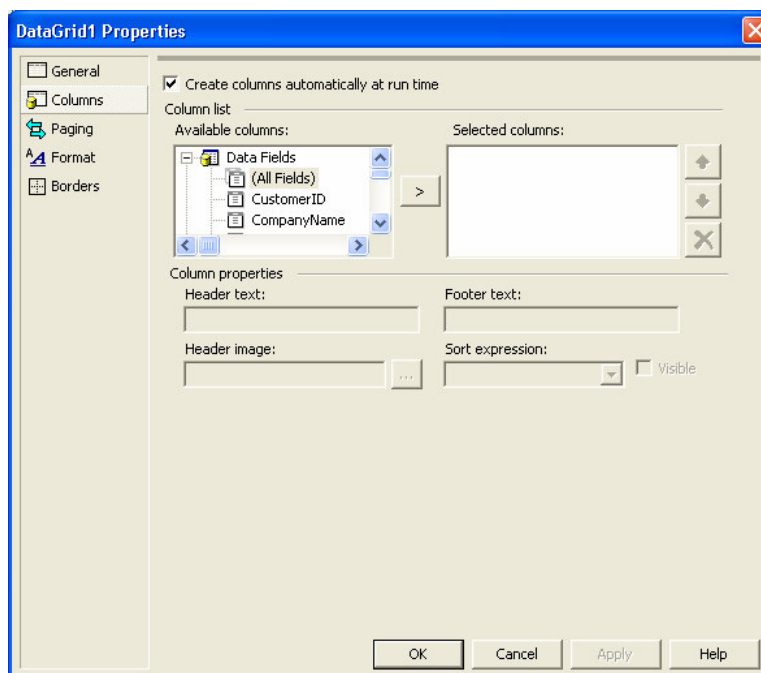 DataGrid1 Properties
General
Columns
Paging
Format
Borders
Create columns automatically at run time
Column list
Available columns:
Selected columns:
Data Fields
(All Fields)
CustomerID
CompanyName
>
Column properties
Header text:
Footer text:
Header image:
Sort expression:
...
Visible
OK
Cancel
Apply
Help